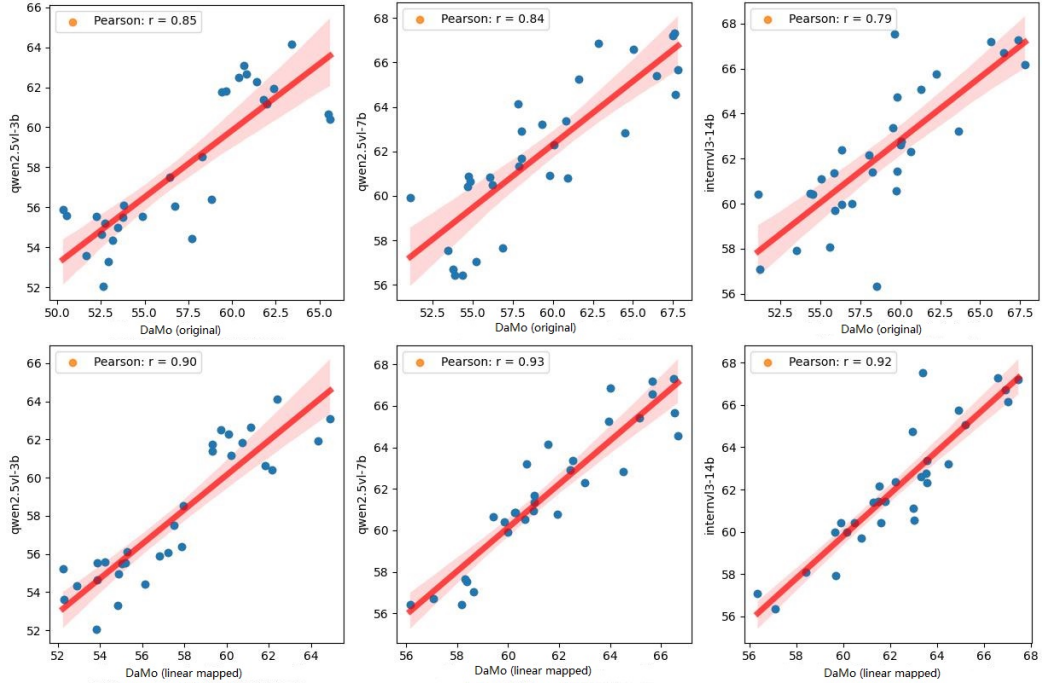 Pearson: r = 0.85
qwen2.5vl-3b
66
64
62
60
58
56
54
52
50.0 52.5 55.0 57.5 60.0 62.5 65.0
DaMo (original)
Pearson: r = 0.84
qwen2.5vl-7b
68
66
64
62
60
58
56
52.5 55.0 57.5 60.0 62.5 65.0 67.5
DaMo (original)
Pearson: r = 0.79
internvl3-14b
68
66
64
62
60
58
56
52.5 55.0 57.5 60.0 62.5 65.0 67.5
DaMo (original)
Pearson: r = 0.90
qwen2.5vl-3b
66
64
62
60
58
56
54
52
52 54 56 58 60 62 64
DaMo (linear mapped)
Pearson: r = 0.93
qwen2.5vl-7b
68
66
64
62
60
58
56
56 58 60 62 64 66
DaMo (linear mapped)
Pearson: r = 0.92
internvl3-14b
68
66
64
62
60
58
56
56 58 60 62 64 66 68
DaMo (linear mapped)